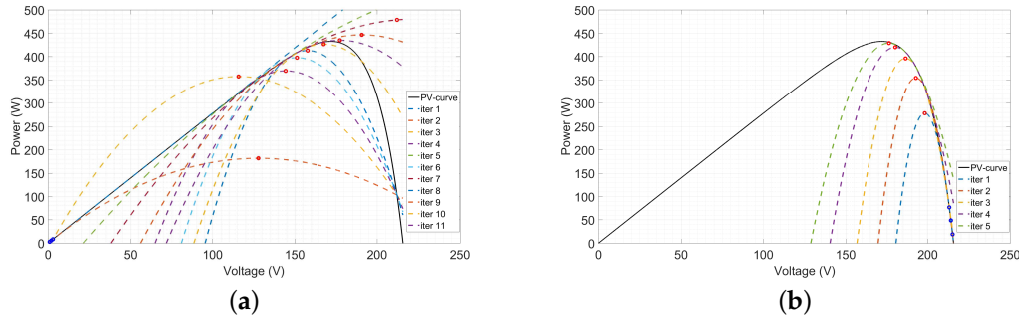 500
450
400
350
300
250
200
150
100
50
0
Power (W)
0
50
100
150
200
250
Voltage (V)
PV-curve
iter 1
iter 2
iter 3
iter 4
iter 5
iter 6
iter 7
iter 8
iter 9
iter 10
iter 11
(a)
500
450
400
350
300
250
200
150
100
50
0
Power (W)
0
50
100
150
200
250
Voltage (V)
PV-curve
iter 1
iter 2
iter 3
iter 4
iter 5
(b)